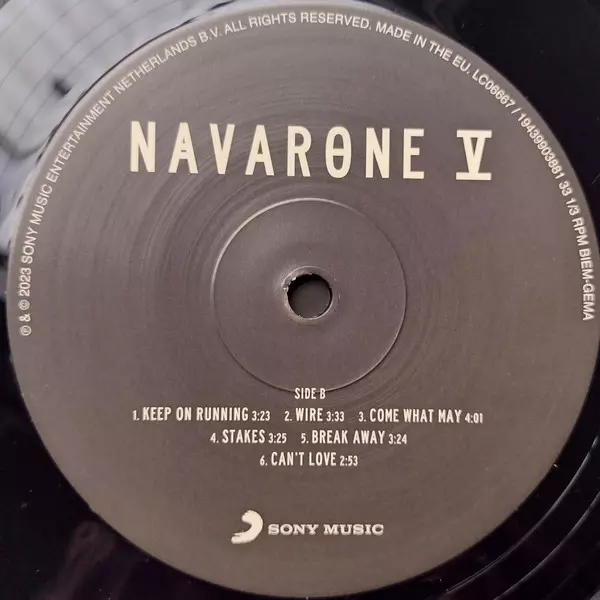 ℗ & © 2023 SONY MUSIC ENTERTAINMENT NETHERLANDS B.V. ALL RIGHTS RESERVED. MADE IN THE EU. LC06667 / 19439903881 33 1/3 RPM BIEM-GEMA
NAVARONE V
SIDE B
1. KEEP ON RUNNING 3:23 2. WIRE 3:33 3. COME WHAT MAY 4:01
4. STAKES 3:25 5. BREAK AWAY 3:24
6. CAN'T LOVE 2:53
SONY MUSIC